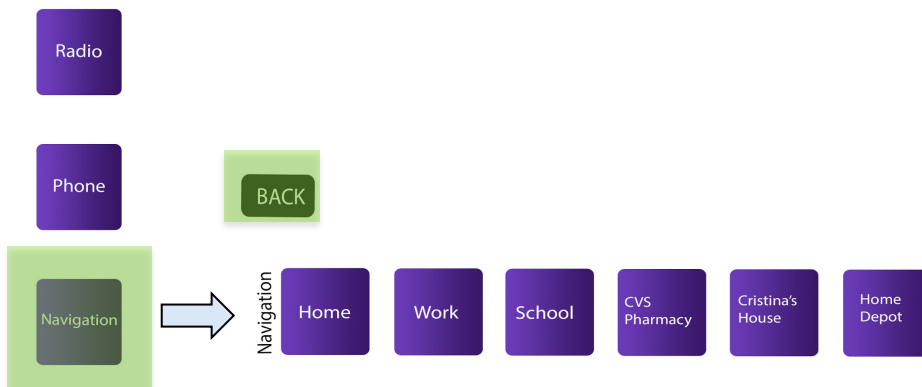 Radio
Phone
BACK
Navigation
Navigation
Home
Work
School
CVS
Pharmacy
Cristina's
House
Home
Depot